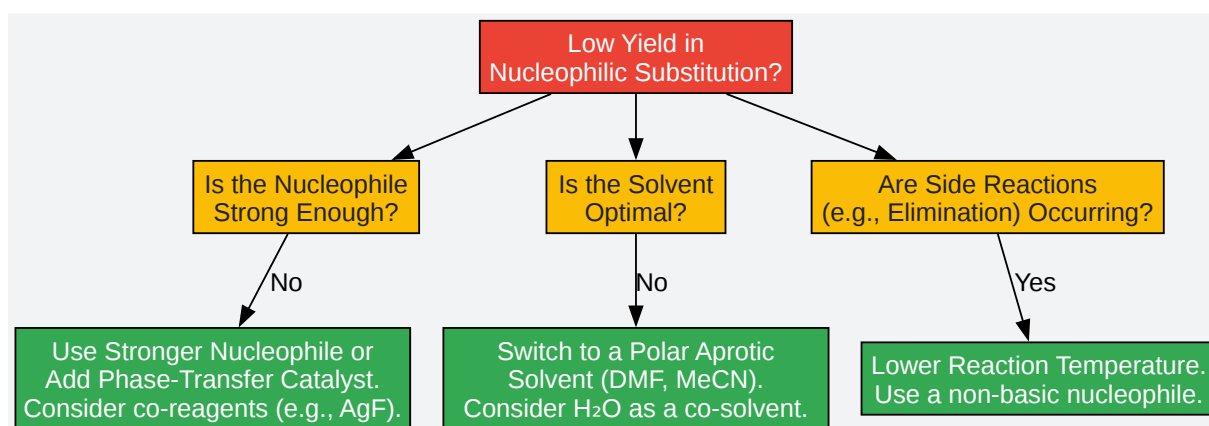 Low Yield in
Nucleophilic Substitution?
Is the Nucleophile
Strong Enough?
Is the Solvent
Optimal?
Are Side Reactions
(e.g., Elimination) Occurring?
No
No
Yes
Use Stronger Nucleophile or
Add Phase-Transfer Catalyst.
Consider co-reagents (e.g., AgF).
Switch to a Polar Aprotic
Solvent (DMF, MeCN).
Consider H₂O as a co-solvent.
Lower Reaction Temperature.
Use a non-basic nucleophile.